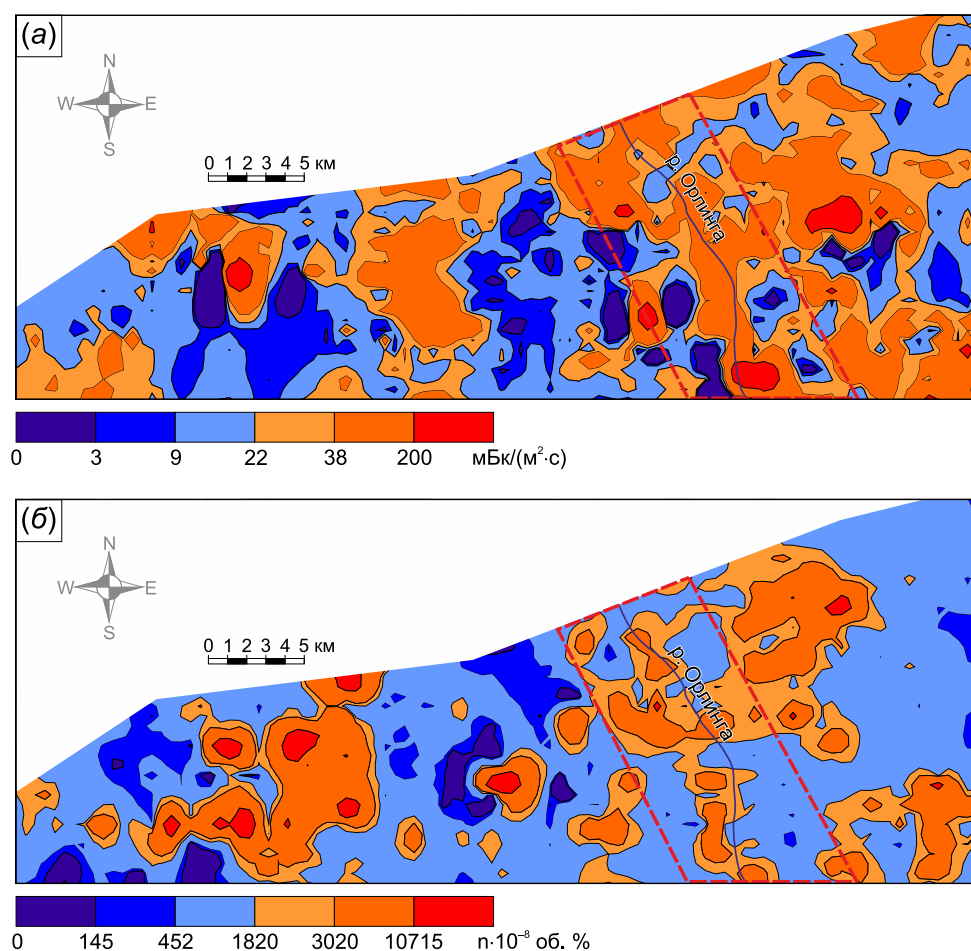 (а)
N
W E
S
0 1 2 3 4 5 км
р. Орлинга
0 3 9 22 38 200 мБк/(м²·с)
(б)
N
W E
S
0 1 2 3 4 5 км
р. Орлинга
0 145 452 1820 3020 10715 n·10⁻⁸ об. %